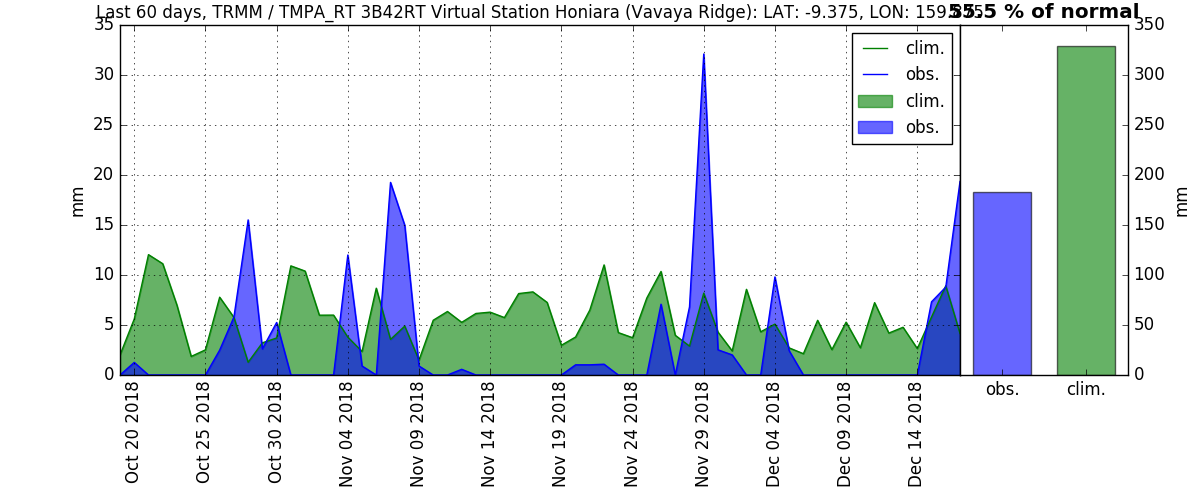 Last 60 days, TRMM / TMPA_RT 3B42RT Virtual Station Honiara (Vavaya Ridge): LAT: -9.375, LON:
55.5 % of normal
35
30
25
20
15
10
5
0
mm
clim.
obs.
clim.
obs.
Oct 20 2018
Oct 25 2018
Oct 30 2018
Nov 04 2018
Nov 09 2018
Nov 14 2018
Nov 19 2018
Nov 24 2018
Nov 29 2018
Dec 04 2018
Dec 09 2018
Dec 14 2018
350
300
250
200
150
100
50
0
mm
obs.
clim.